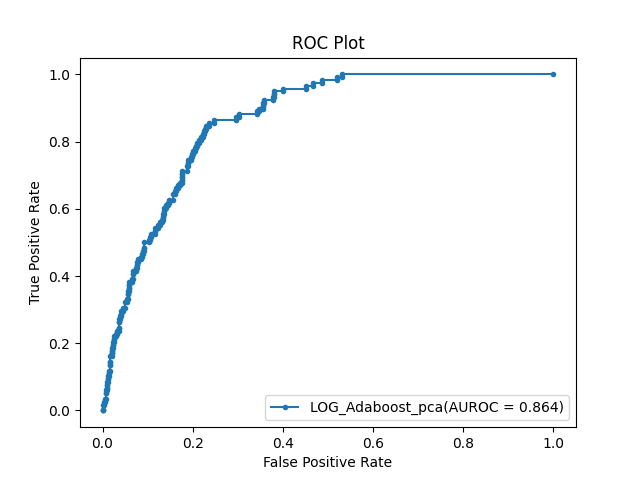 ROC Plot
True Positive Rate
1.0
0.8
0.6
0.4
0.2
0.0
LOG_Adaboost_pca(AUROC = 0.864)
0.0 0.2 0.4 0.6 0.8 1.0
False Positive Rate